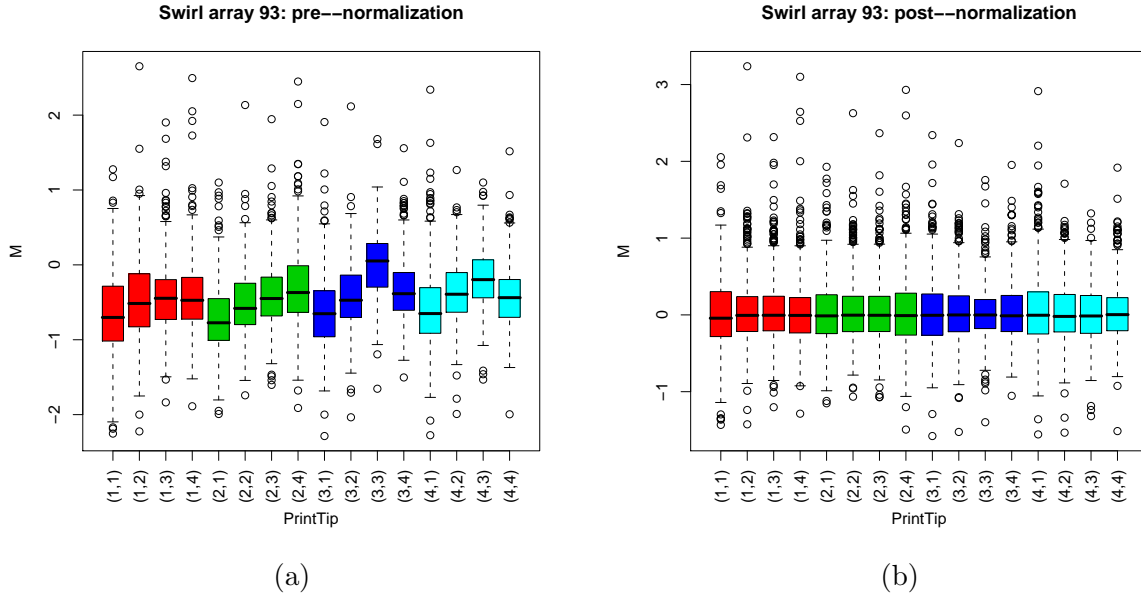 Swirl array 93: pre--normalization
M
2
1
0
−1
−2
(1,1) (1,2) (1,3) (1,4) (2,1) (2,2) (2,3) (2,4) (3,1) (3,2) (3,3) (3,4) (4,1) (4,2) (4,3) (4,4)
PrintTip
(a)
Swirl array 93: post--normalization
M
3
2
1
0
−1
(1,1) (1,2) (1,3) (1,4) (2,1) (2,2) (2,3) (2,4) (3,1) (3,2) (3,3) (3,4) (4,1) (4,2) (4,3) (4,4)
PrintTip
(b)